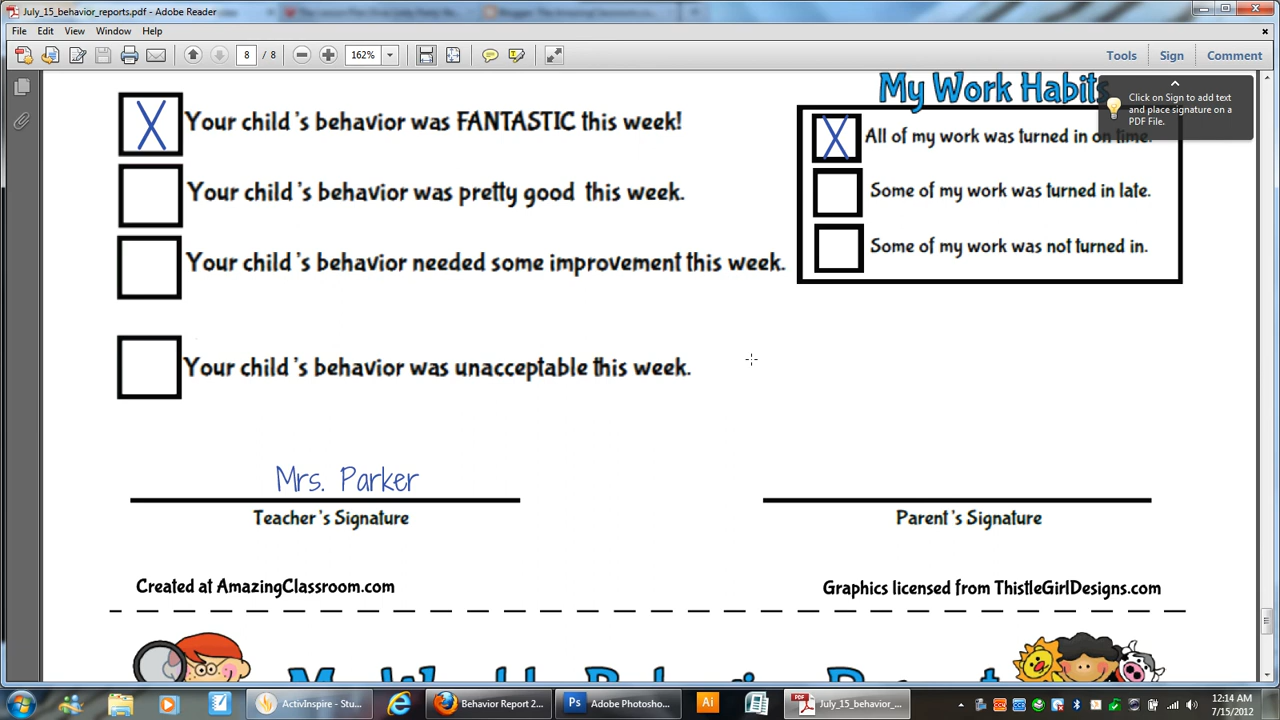 July_15_behavior_reports.pdf - Adobe Reader
File Edit View Window Help
8 / 8 162% Tools Sign Comment
Click on Sign to add text
and place signature on a
PDF File.
My Work Habits
X Your child's behavior was FANTASTIC this week!
Your child's behavior was pretty good this week.
Your child's behavior needed some improvement this week.
Your child's behavior was unacceptable this week.
X All of my work was turned in on time.
Some of my work was turned in late.
Some of my work was not turned in.
Mrs. Parker
Teacher's Signature
Parent's Signature
Created at AmazingClassroom.com
Graphics licensed from ThistleGirlDesigns.com
My Weekly Behavior Report
ActivInspire - Stu... Behavior Report 2... Ps Adobe Photosho... Ai July_15_behavior_...
12:14 AM
7/15/2012